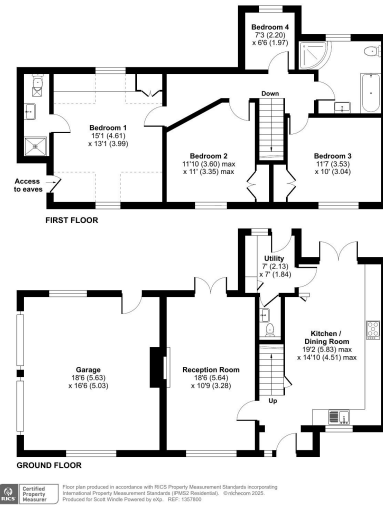 Bedroom 4
7'3 (2.20)
x 6'6 (1.97)
Down
Bedroom 1
15'1 (4.61)
x 13'1 (3.99)
Bedroom 2
11'10 (3.60) max
x 11' (3.35) max
Bedroom 3
11'7 (3.53)
x 10' (3.04)
Access
to eaves
FIRST FLOOR
Utility
7' (2.13)
x 7' (1.84)
Kitchen /
Dining Room
19'2 (5.83) max
x 14'10 (4.51) max
Garage
18'6 (5.63)
x 16'6 (5.03)
Reception Room
18'6 (5.64)
x 10'9 (3.28)
Up
GROUND FLOOR
RICS
Certified
Property
Measurer
Floor plan produced in accordance with RICS Property Measurement Standards incorporating
International Property Measurement Standards (IPMS2 Residential). ©nichecom 2025.
Produced for Scott Windle Powered by eXp. REF: 1357600